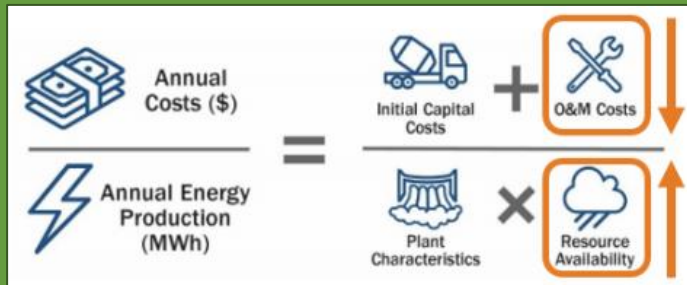 Annual
Costs ($)
Annual Energy
Production
(MWh)
=
Initial Capital
Costs
+
O&M Costs
Plant
Characteristics
×
Resource
Availability